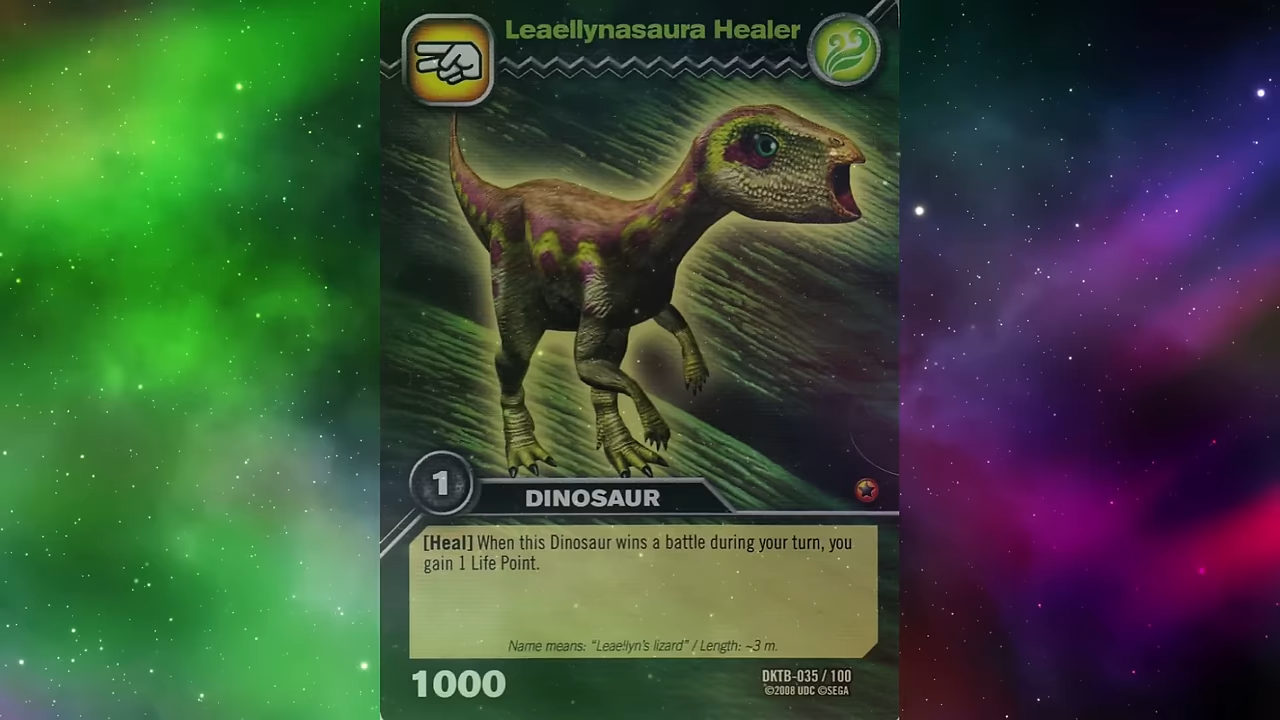 Leaellynasaura Healer
1
DINOSAUR
[Heal] When this Dinosaur wins a battle during your turn, you
gain 1 Life Point.
Name means: “Leaellyn's lizard” / Length: ~3 m.
1000
DKTB-035 / 100
©2008 UDC ©SEGA